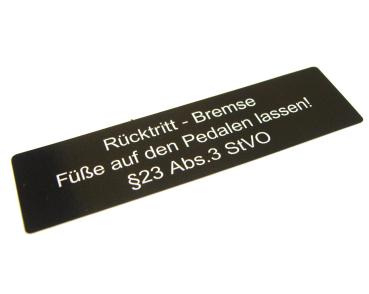 Rücktritt - Bremse
Füße auf den Pedalen lassen!
§23 Abs.3 StVO